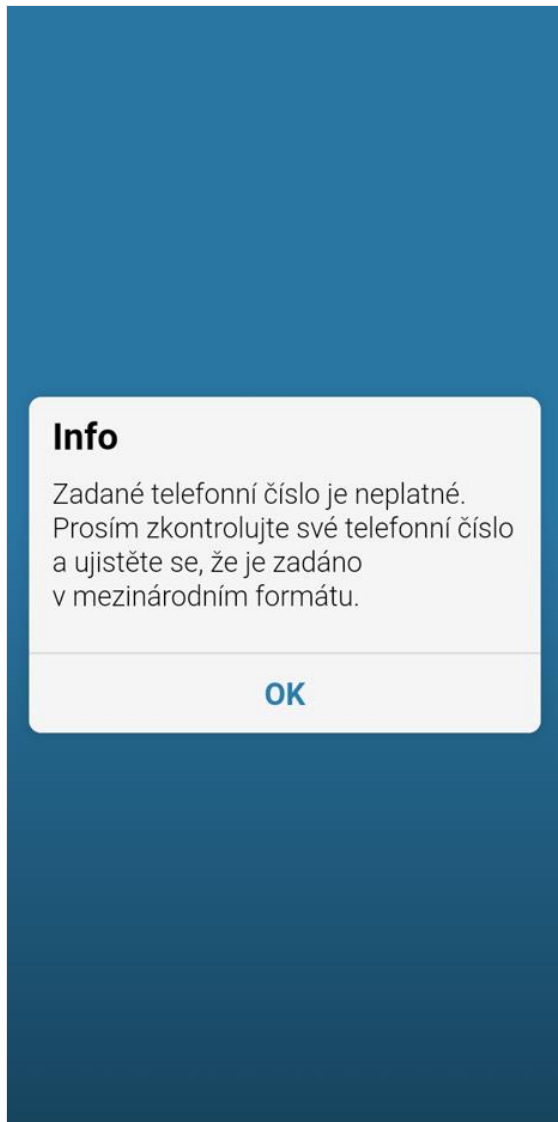 Info
Zadané telefonní číslo je neplatné.
Prosím zkontrolujte své telefonní číslo
a ujistěte se, že je zadáno
v mezinárodním formátu.
OK